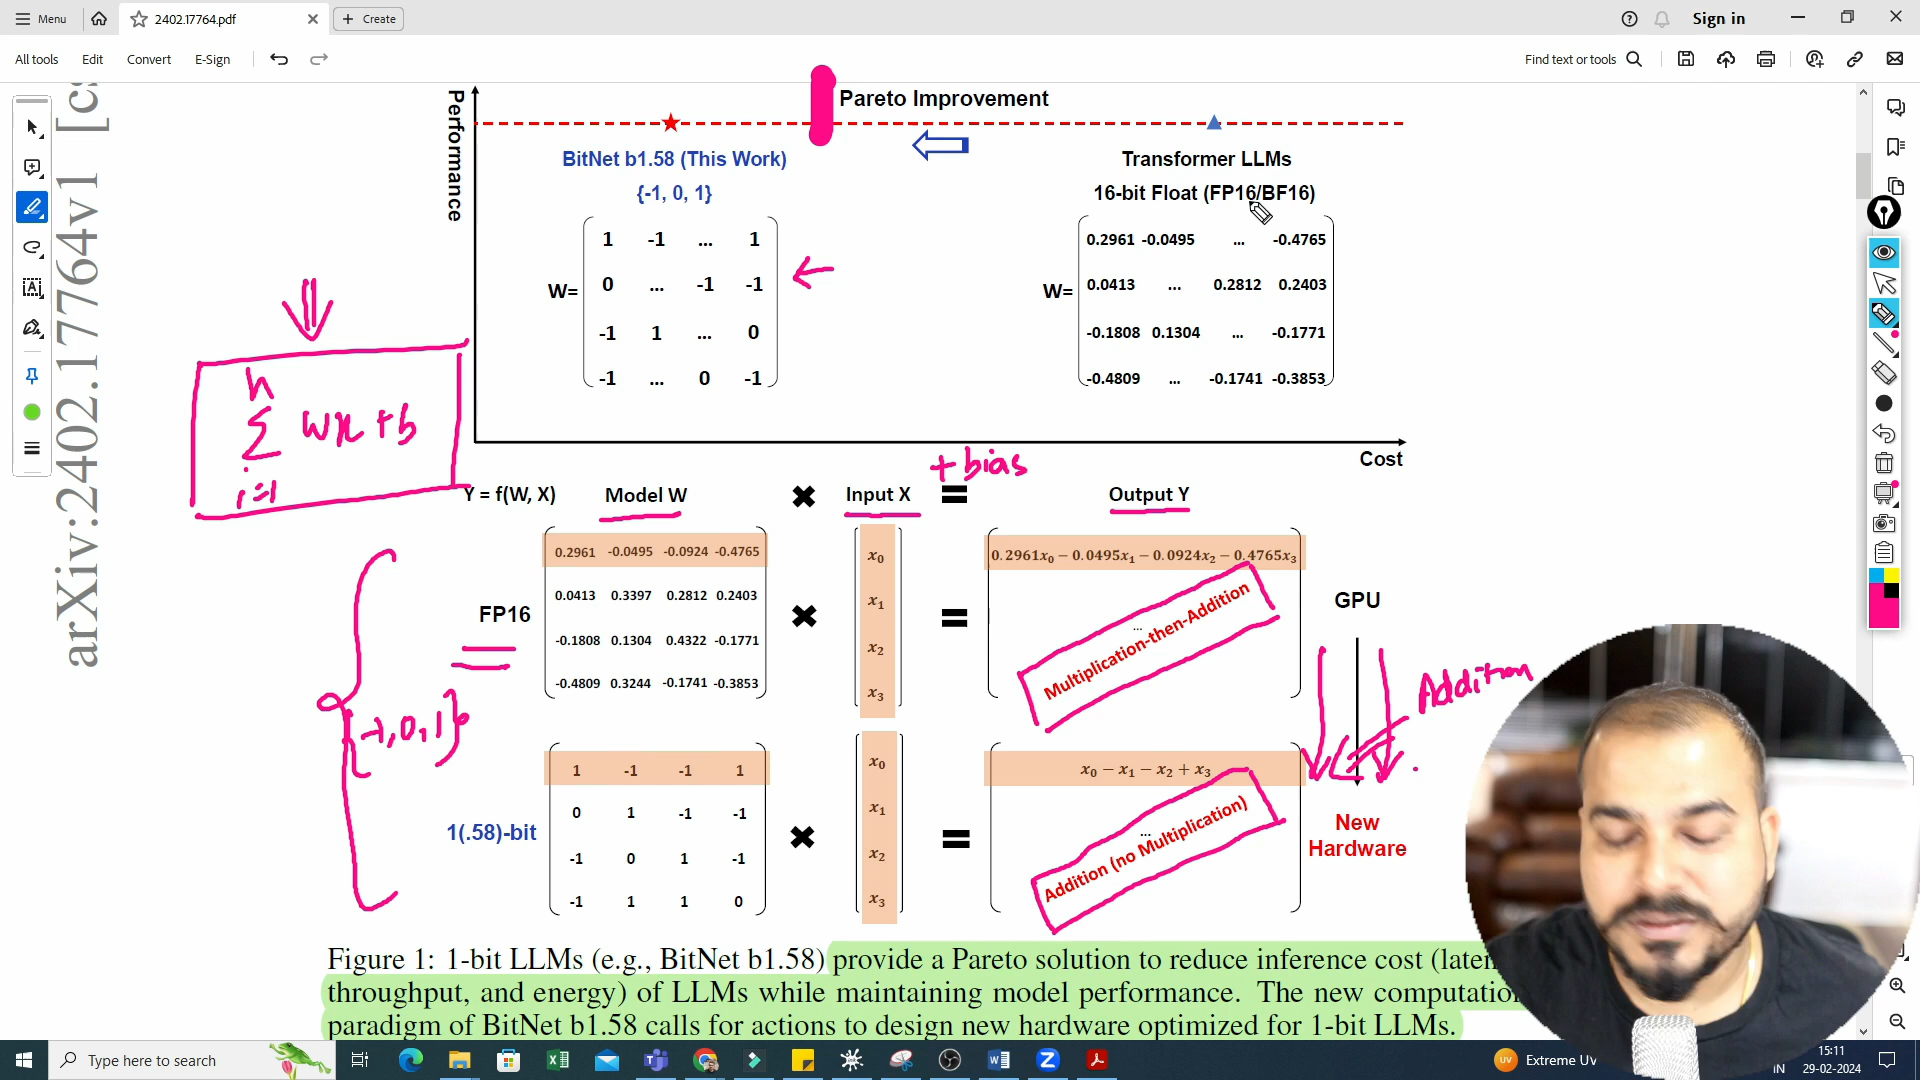 Menu
2402.17764.pdf
Create
Sign in
All tools
Edit
Convert
E-Sign
Find text or tools
arXiv:2402.17764v1 [c
Performance
Pareto Improvement
BitNet b1.58 (This Work)
{-1, 0, 1}
W=
1 -1 ... 1
0 ... -1 -1
-1 1 ... 0
-1 ... 0 -1
Transformer LLMs
16-bit Float (FP16/BF16)
W=
0.2961 -0.0495 ... -0.4765
0.0413 ... 0.2812 0.2403
-0.1808 0.1304 ... -0.1771
-0.4809 ... -0.1741 -0.3853
Cost
n
Σ wx + b
i=1
+ bias
Y = f(W, X) Model W ✖ Input X = Output Y
FP16
0.2961 -0.0495 -0.0924 -0.4765
0.0413 0.3397 0.2812 0.2403
-0.1808 0.1304 0.4322 -0.1771
-0.4809 0.3244 -0.1741 -0.3853
✖
x0
x1
x2
x3
=
0.2961x0 − 0.0495x1 − 0.0924x2 − 0.4765x3
...
Multiplication-then-Addition
GPU
Addition
{-1, 0, 1}
1(.58)-bit
1 -1 -1 1
0 1 -1 -1
-1 0 1 -1
-1 1 1 0
✖
x0
x1
x2
x3
=
x0 − x1 − x2 + x3
...
Addition (no Multiplication)
New
Hardware
Figure 1: 1-bit LLMs (e.g., BitNet b1.58) provide a Pareto solution to reduce inference cost (laten
throughput, and energy) of LLMs while maintaining model performance. The new computatio
paradigm of BitNet b1.58 calls for actions to design new hardware optimized for 1-bit LLMs.
Type here to search
UV
Extreme UV
IN
15:11
29-02-2024